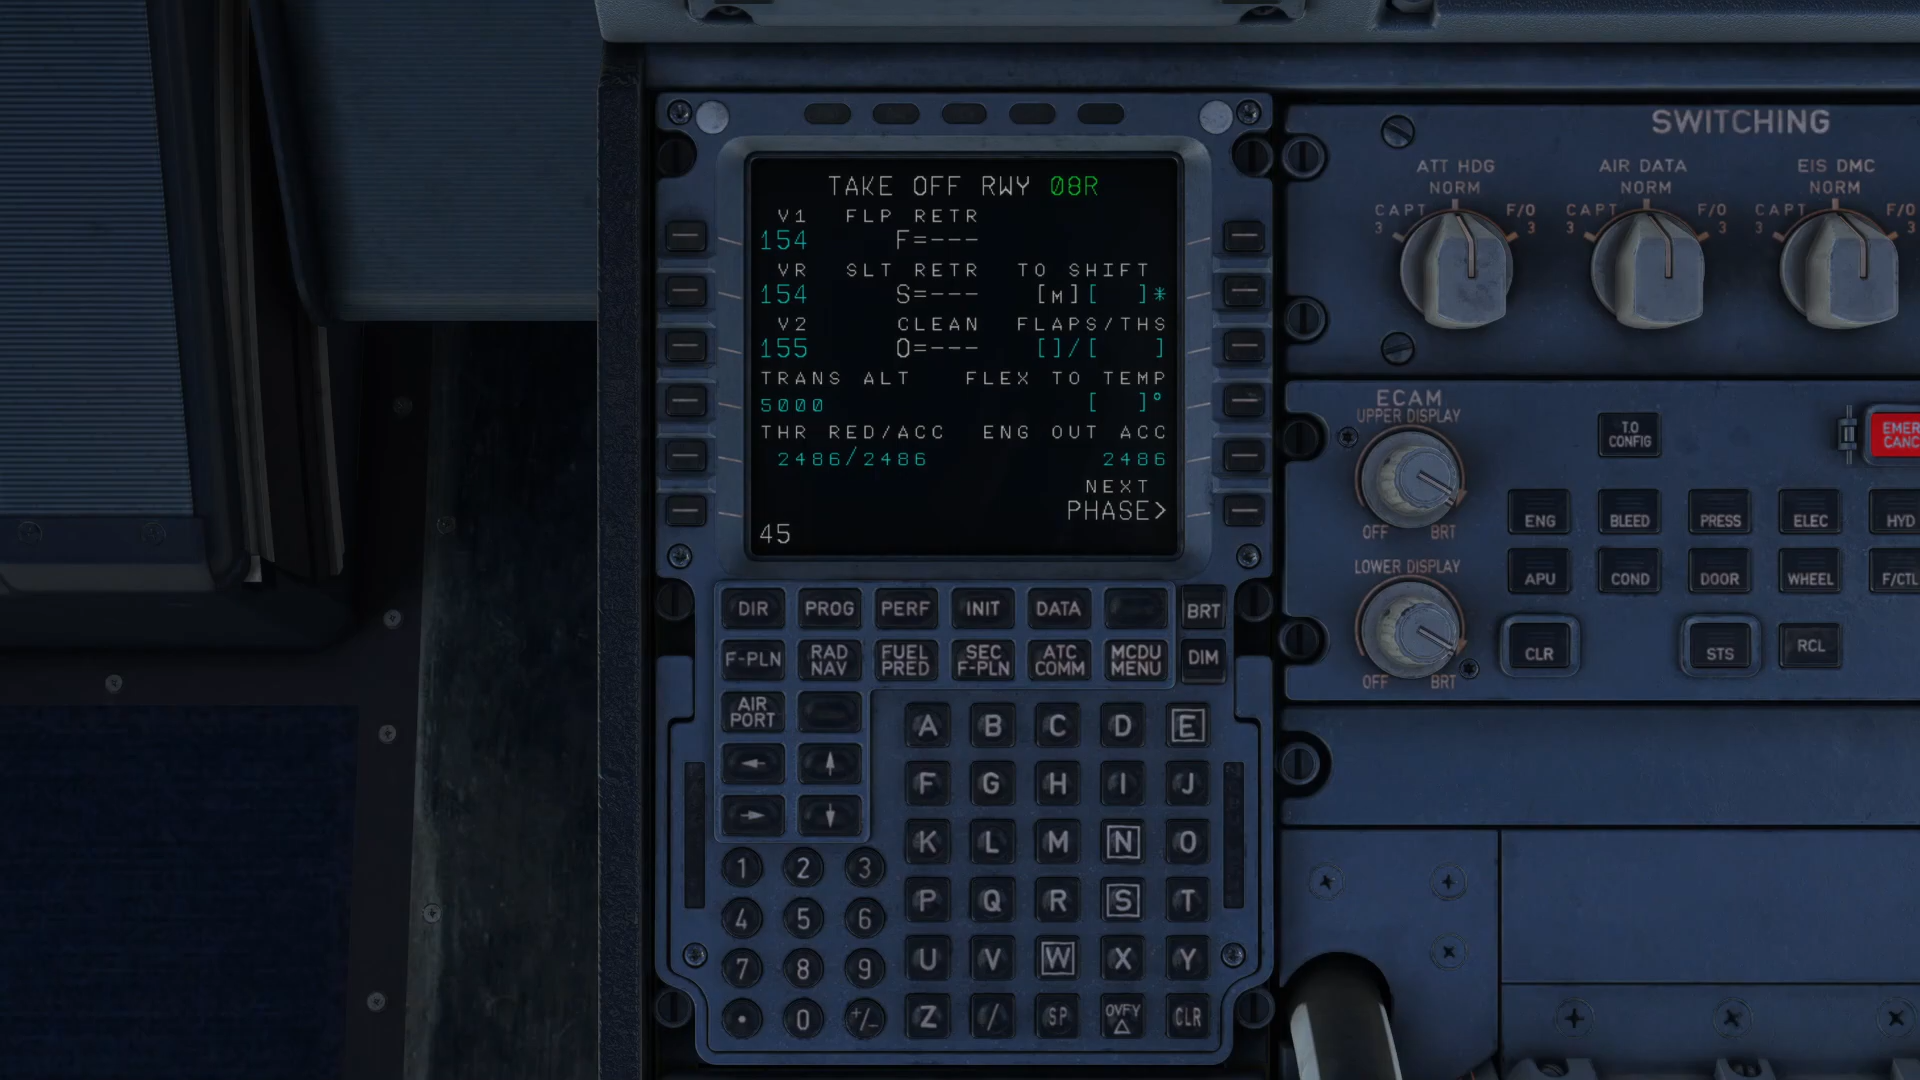 TAKE OFF RWY 08R
V1 FLP RETR
154 F=---
VR SLT RETR TO SHIFT
154 S=--- [M][ ]*
V2 CLEAN FLAPS/THS
155 O=--- []/[ ]
TRANS ALT FLEX TO TEMP
5000 [ ]°
THR RED/ACC ENG OUT ACC
2486/2486 2486
NEXT
PHASE>
45
DIR PROG PERF INIT DATA BRT
F-PLN RAD NAV FUEL PRED SEC F-PLN ATC COMM MCDU MENU DIM
AIR PORT
← ↑
→ ↓
A B C D E
F G H I J
K L M N O
P Q R S T
U V W X Y
Z / SP OVFY △ CLR
1 2 3
4 5 6
7 8 9
. 0 +/-
SWITCHING
ATT HDG AIR DATA EIS DMC
NORM NORM NORM
CAPT 3 F/O 3 CAPT 3 F/O 3 CAPT 3 F/O 3
ECAM
UPPER DISPLAY
OFF BRT
LOWER DISPLAY
OFF BRT
T.O CONFIG
EMER
CANC
ENG BLEED PRESS ELEC HYD
APU COND DOOR WHEEL F/CTL
CLR STS RCL